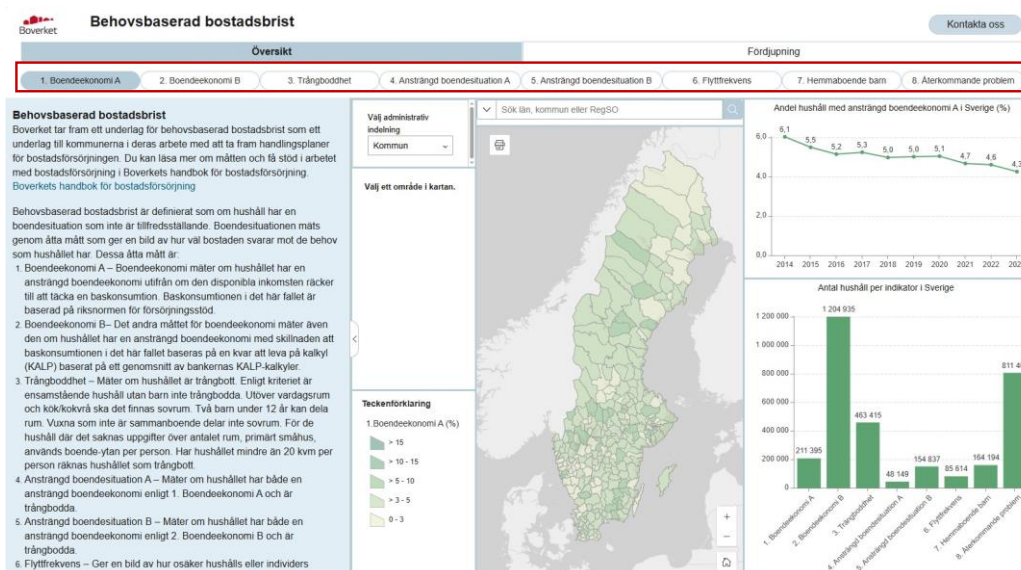 Boverket
Behovsbaserad bostadsbrist
Kontakta oss
Översikt
Fördjupning
1. Boendeekonomi A
2. Boendeekonomi B
3. Trångboddhet
4. Ansträngd boendesituation A
5. Ansträngd boendesituation B
6. Flyttfrekvens
7. Hemmaboende barn
8. Återkommande problem
Behovsbaserad bostadsbrist
Boverket tar fram ett underlag för behovsbaserad bostadsbrist som ett
underlag till kommunerna i deras arbete med att ta fram handlingsplaner
för bostadsförsörjningen. Du kan läsa mer om måtten och få stöd i arbetet
med bostadsförsörjning i Boverkets handbok för bostadsförsörjning.
Boverkets handbok för bostadsförsörjning
Behovsbaserad bostadsbrist är definierat som om hushåll har en
boendesituation som inte är tillfredsställande. Boendesituationen mäts
genom åtta mått som ger en bild av hur väl bostaden svarar mot de behov
som hushållet har. Dessa åtta mått är:
1. Boendeekonomi A – Boendeekonomi mäter om hushållet har en
ansträngd boendeekonomi utifrån om den disponibla inkomsten räcker
till att täcka en baskonsumtion. Baskonsumtionen i det här fallet är
baserad på riksnormen för försörjningsstöd.
2. Boendeekonomi B– Det andra måttet för boendeekonomi mäter även
den om hushållet har en ansträngd boendeekonomi med skillnaden att
baskonsumtionen i det här fallet baseras på en kvar att leva på kalkyl
(KALP) baserat på ett genomsnitt av bankernas KALP-kalkyler.
3. Trångboddhet – Mäter om hushållet är trångbott. Enligt kriteriet är
ensamstående hushåll utan barn inte trångbodda. Utöver vardagsrum
och kök/kokvrå ska det finnas sovrum. Två barn under 12 år kan dela
rum. Vuxna som inte är sammanboende delar inte sovrum. För de
hushåll där det saknas uppgifter över antalet rum, primärt småhus,
används boende-ytan per person. Har hushållet mindre än 20 kvm per
person räknas hushållet som trångbott.
4. Ansträngd boendesituation A – Mäter om hushållet har både en
ansträngd boendeekonomi enligt 1. Boendeekonomi A och är
trångbodda.
5. Ansträngd boendesituation B – Mäter om hushållet har både en
ansträngd boendeekonomi enligt 2. Boendeekonomi B och är
trångbodda.
6. Flyttfrekvens – Ger en bild av hur osäker hushålls eller individers
Välj administrativ
indelning
Kommun
Valj ett område i kartan.
Teckenförklaring
1.Boendeekonomi A (%)
> 15
> 10 - 15
> 5 - 10
> 3 - 5
0 - 3
Sök län, kommun eller RegSO
+
−
Andel hushåll med ansträngd boendeekonomi A i Sverige (%)
6,0
4,0
2,0
0,0
6,1
5,5
5,2
5,3
5,0
5,0
5,1
4,7
4,6
4,3
2014 2015 2016 2017 2018 2019 2020 2021 2022 202
Antal hushåll per indikator i Sverige
1 200 000
1 000 000
800 000
600 000
400 000
200 000
0
211 395
1 204 935
463 415
48 149
154 837
85 614
164 194
811 4
1. Boendeekonomi A
2. Boendeekonomi B
3. Trångboddhet
4. Ansträngd boendesituation A
5. Ansträngd boendesituation B
6. Flyttfrekvens
7. Hemmaboende barn
8. Återkommande problem